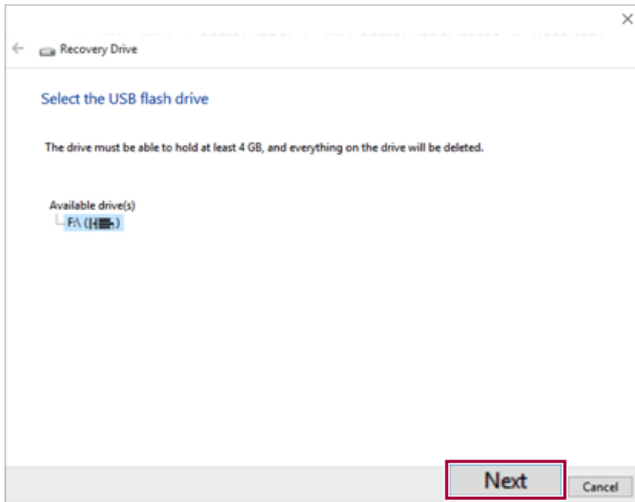 Recovery Drive
Select the USB flash drive
The drive must be able to hold at least 4 GB, and everything on the drive will be deleted.
Available drive(s)
F:\ ( )
Next
Cancel